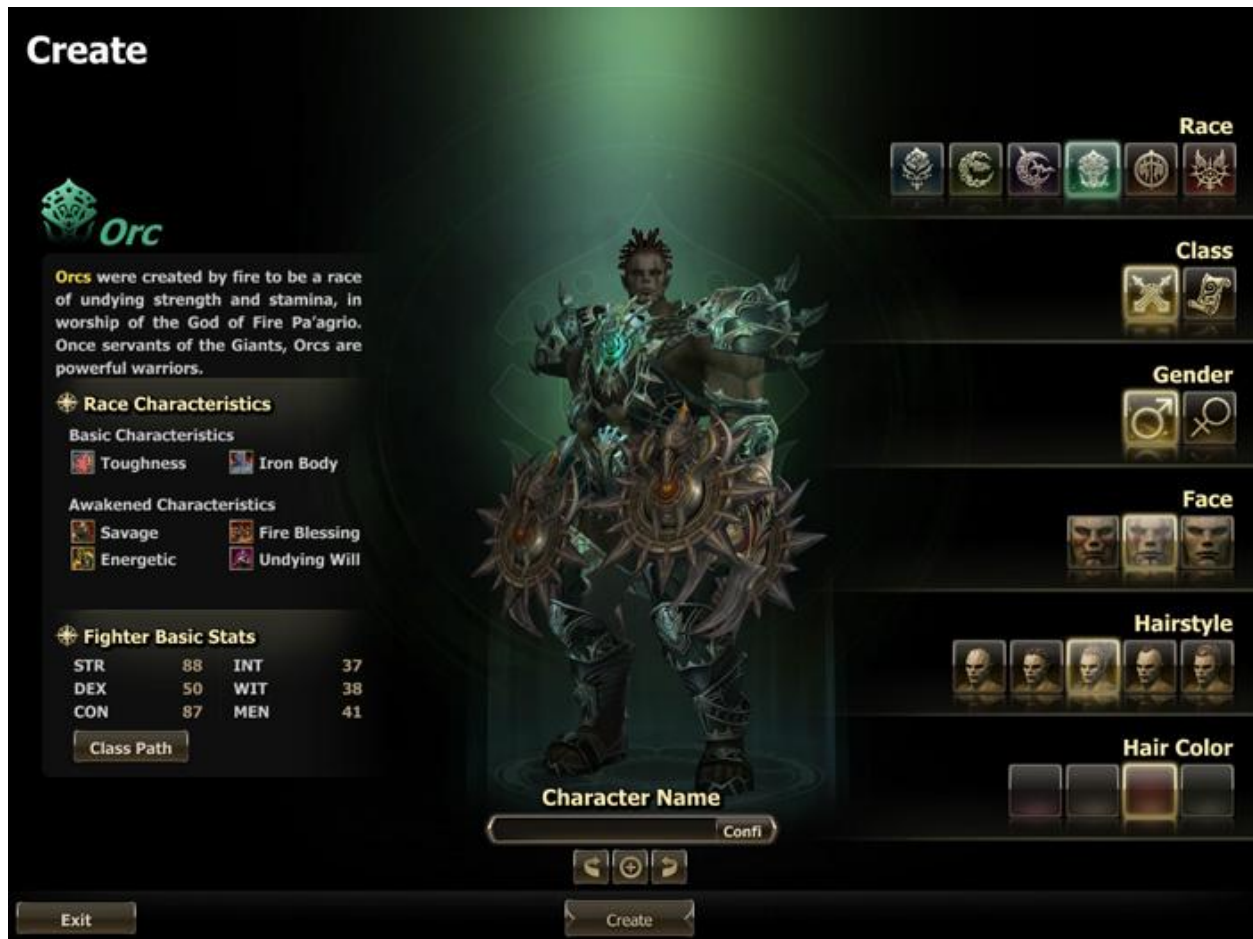 Create
Orc
Orcs were created by fire to be a race
of undying strength and stamina, in
worship of the God of Fire Pa'agrio.
Once servants of the Giants, Orcs are
powerful warriors.
Race Characteristics
Basic Characteristics
Toughness Iron Body
Awakened Characteristics
Savage Fire Blessing
Energetic Undying Will
Fighter Basic Stats
STR 88 INT 37
DEX 50 WIT 38
CON 87 MEN 41
Class Path
Race
Class
Gender
Face
Hairstyle
Hair Color
Character Name
Confi
Exit
Create